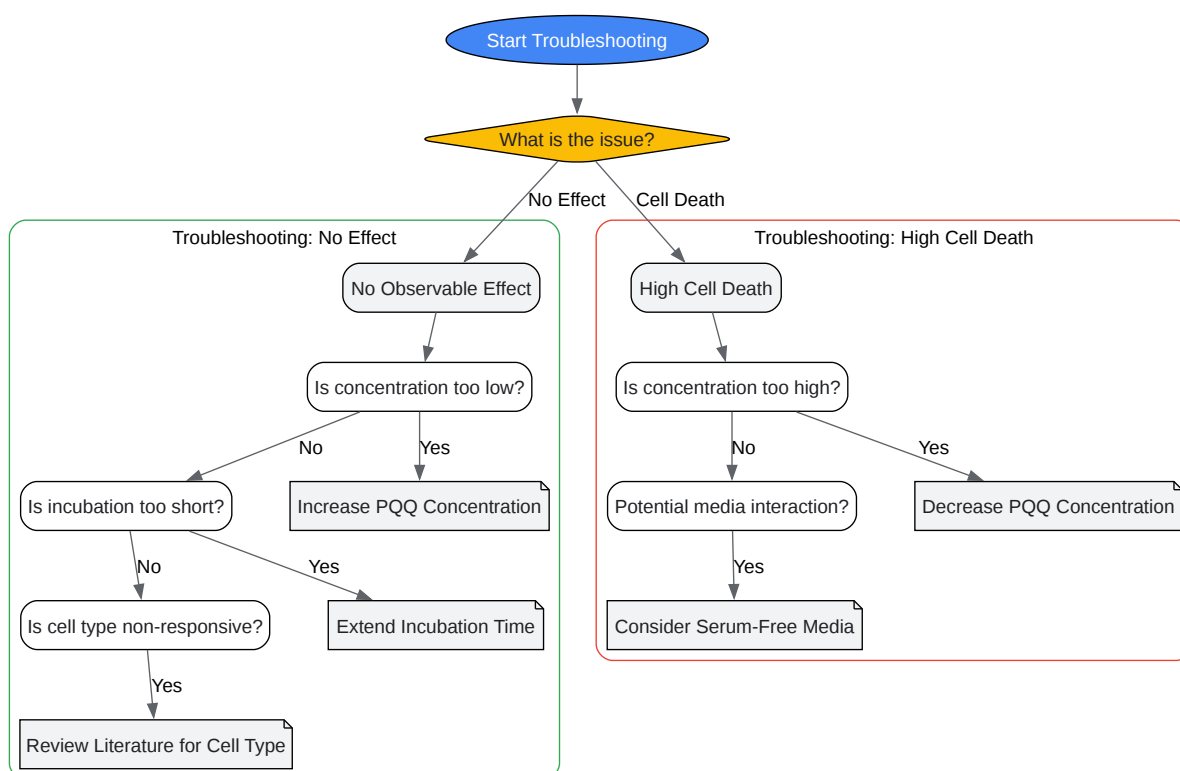 Start Troubleshooting
What is the issue?
No Effect
Cell Death
Troubleshooting: No Effect
No Observable Effect
Is concentration too low?
No
Yes
Is incubation too short?
Increase PQQ Concentration
No
Yes
Is cell type non-responsive?
Extend Incubation Time
Yes
Review Literature for Cell Type
Troubleshooting: High Cell Death
High Cell Death
Is concentration too high?
No
Yes
Potential media interaction?
Decrease PQQ Concentration
Yes
Consider Serum-Free Media